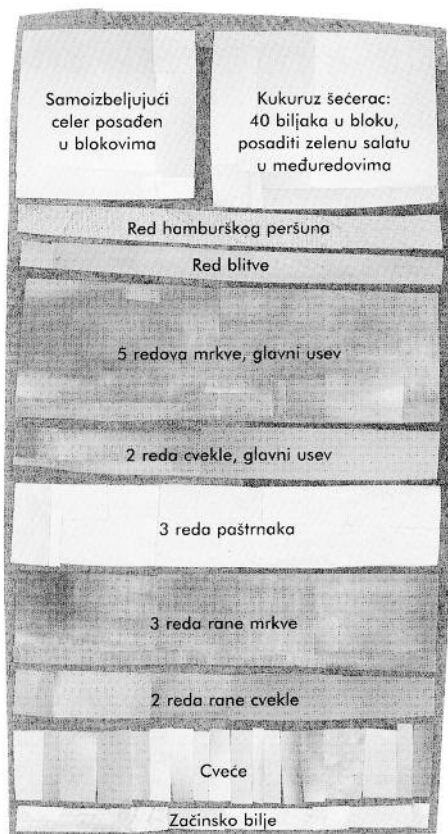 Samoizbeljujući
celer posađen
u blokovima
Kukuruz šećerac:
40 biljaka u bloku,
posaditi zelenu salatu
u međuredovima
Red hamburškog peršuna
Red blitve
5 redova mrkve, glavni usev
2 reda cvekle, glavni usev
3 reda paštrnaka
3 reda rane mrkve
2 reda rane cvekle
Cveće
Začinsko bilje